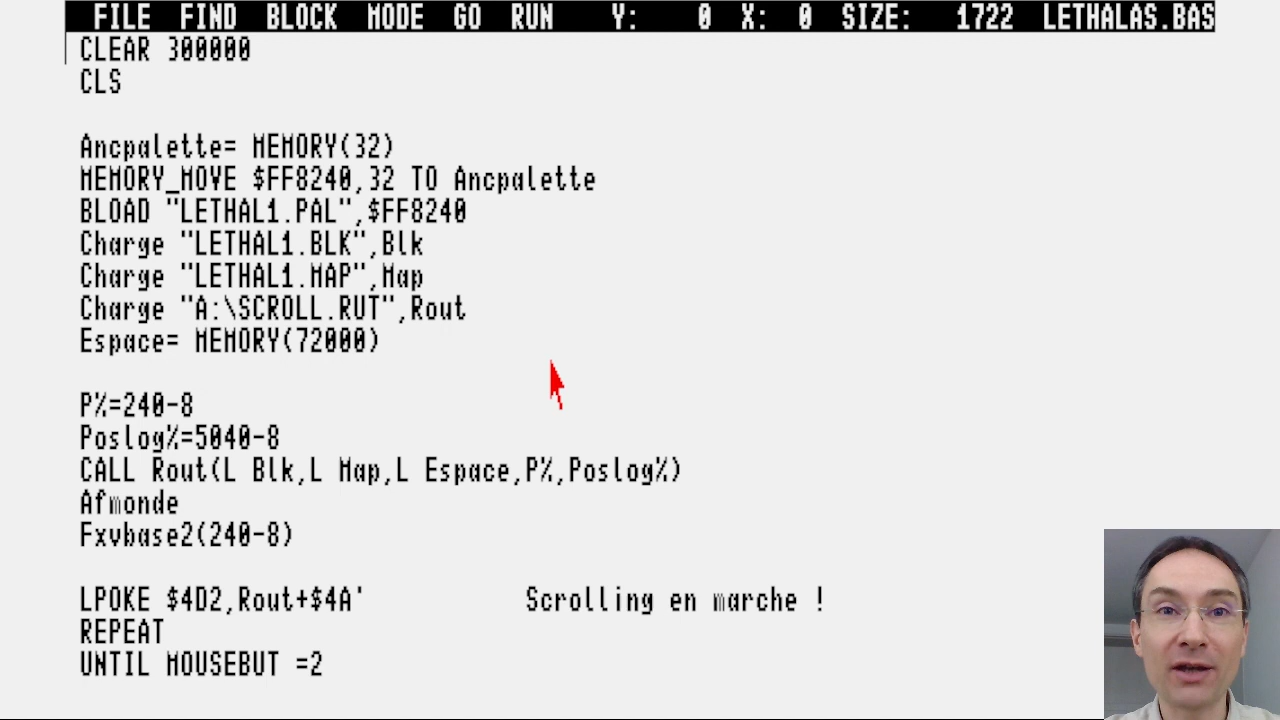 FILE FIND BLOCK MODE GO RUN Y: 0 X: 0 SIZE: 1722 LETHALAS.BAS
CLEAR 300000
CLS
Ancpalette= MEMORY(32)
MEMORY_MOVE $FF8240,32 TO Ancpalette
BLOAD "LETHAL1.PAL",$FF8240
Charge "LETHAL1.BLK",Blk
Charge "LETHAL1.MAP",Map
Charge "A:\SCROLL.RUT",Rout
Espace= MEMORY(72000)
P%=240-8
Poslog%=5040-8
CALL Rout(L Blk,L Map,L Espace,P%,Poslog%)
Afmonde
Fxvbase2(240-8)
LPOKE $4D2,Rout+$4A' Scrolling en marche !
REPEAT
UNTIL MOUSEBUT =2